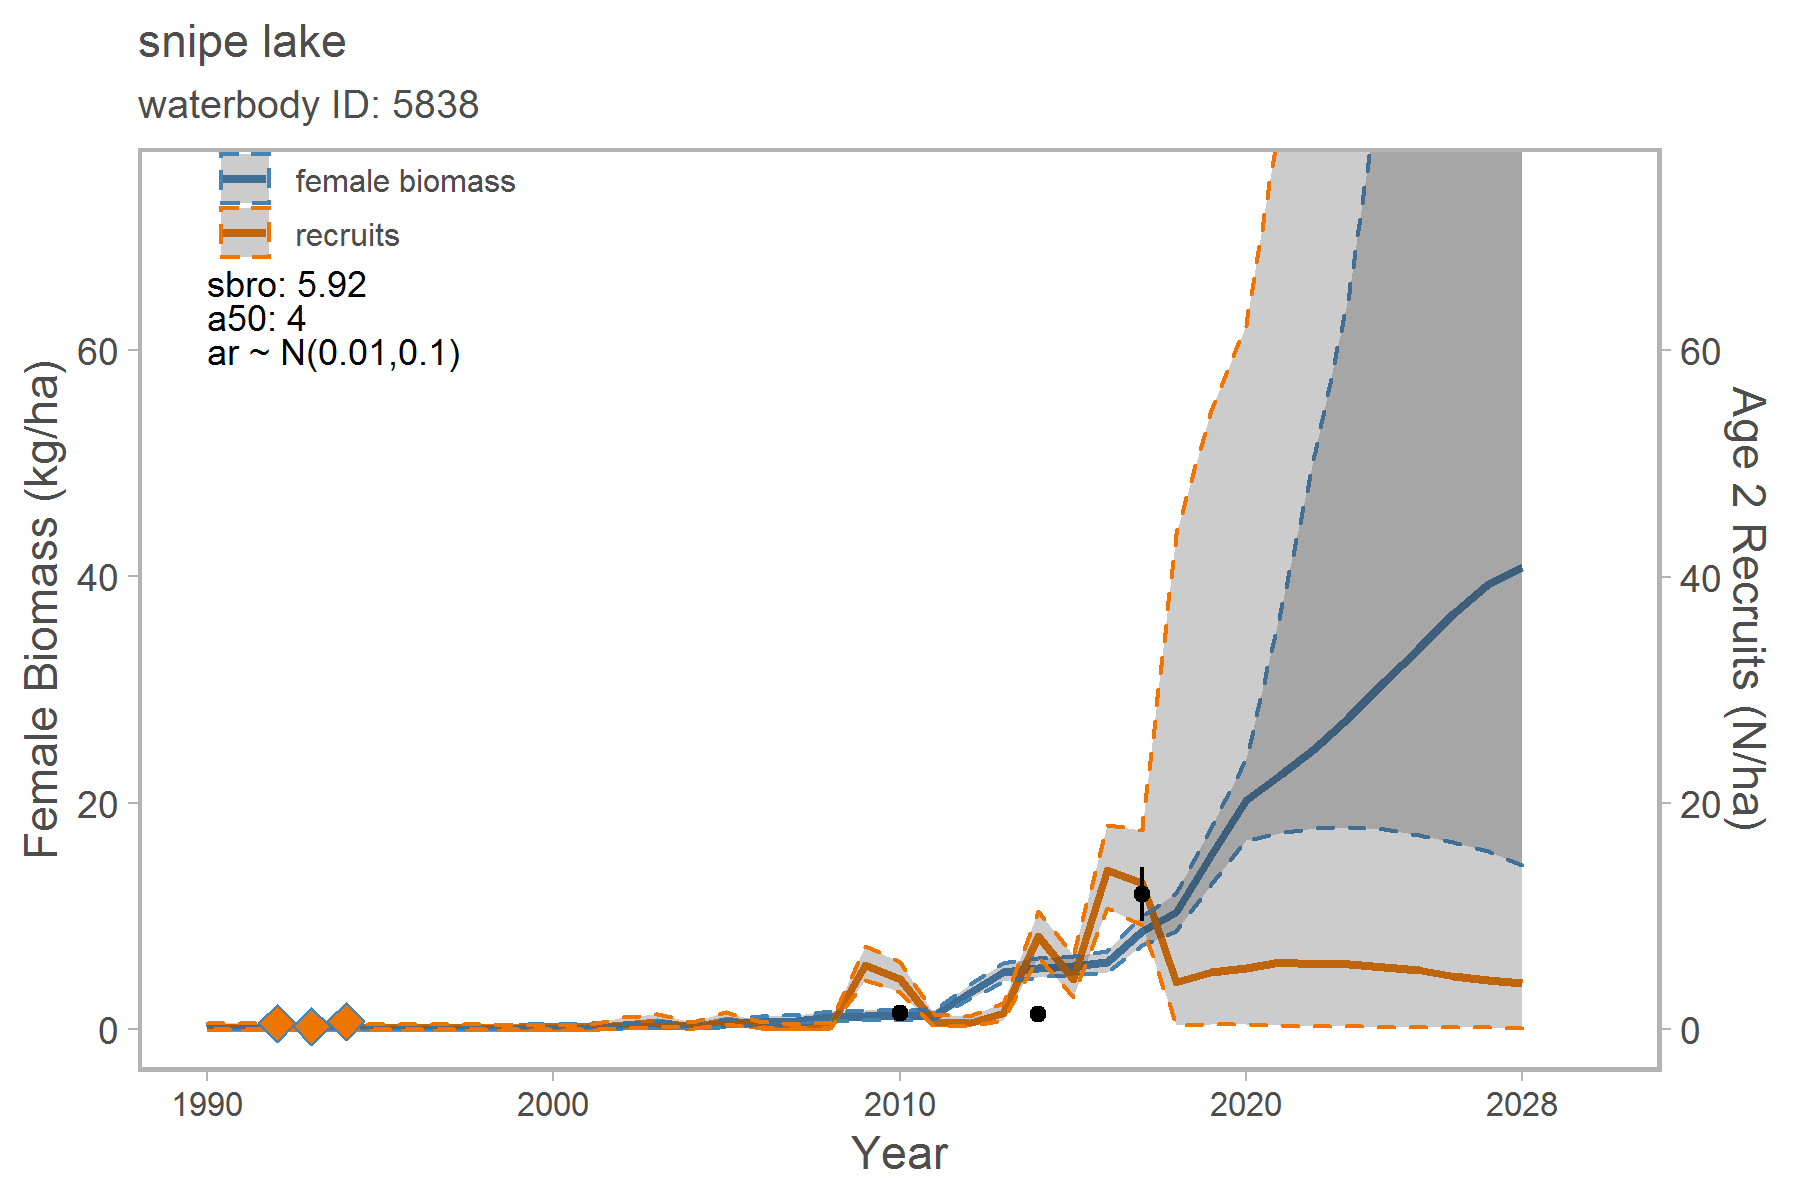 snipe lake
waterbody ID: 5838
female biomass
recruits
sbro: 5.92
a50: 4
ar ~ N(0.01,0.1)
Female Biomass (kg/ha)
60
40
20
0
60
40
20
0
Age 2 Recruits (N/ha)
1990
2000
2010
2020
2028
Year